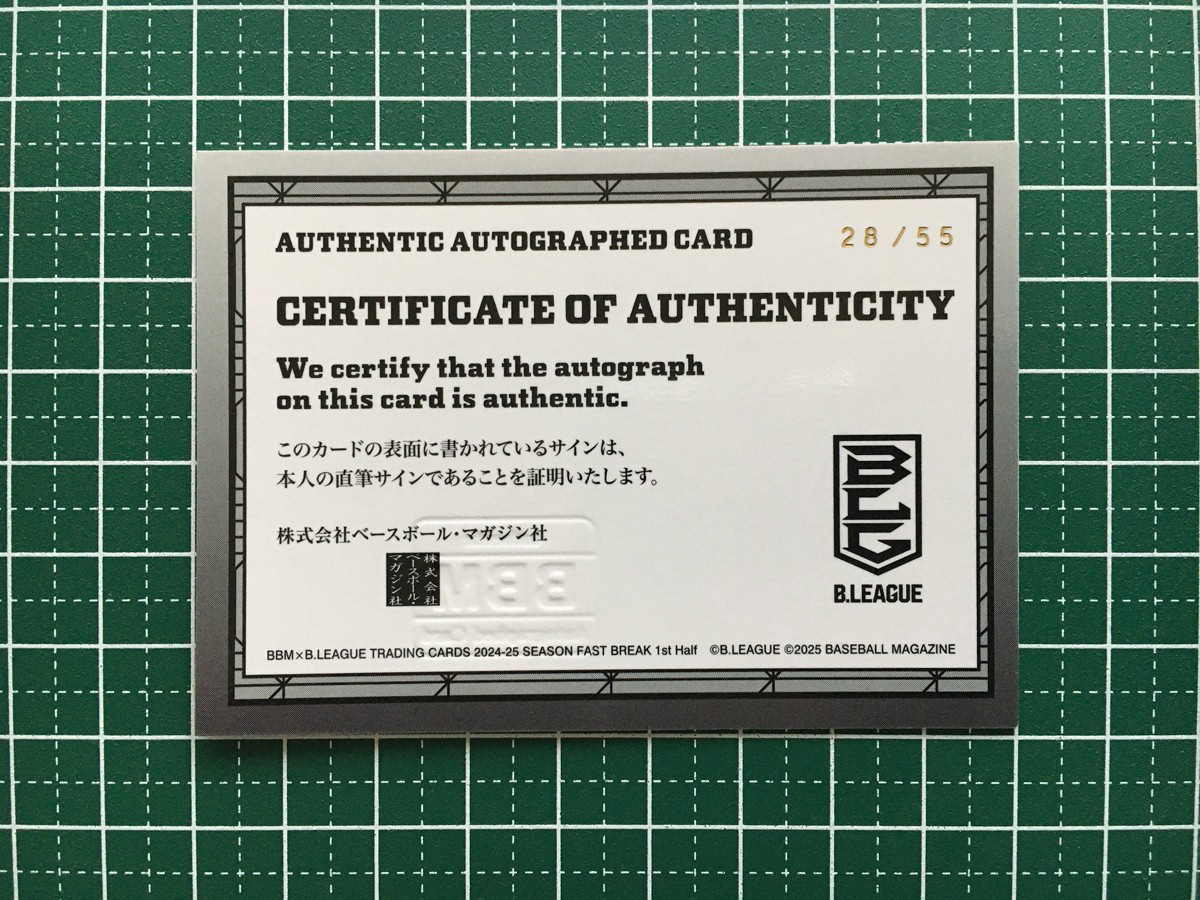 AUTHENTIC AUTOGRAPHED CARD
28/55
CERTIFICATE OF AUTHENTICITY
We certify that the autograph
on this card is authentic.
このカードの表面に書かれているサインは、
本人の直筆サインであることを証明いたします。
株式会社ベースボール・マガジン社
株式会社
ベースボール・
マガジン社
BBM
BLG
B.LEAGUE
BBM×B.LEAGUE TRADING CARDS 2024-25 SEASON FAST BREAK 1st Half ©B.LEAGUE ©2025 BASEBALL MAGAZINE